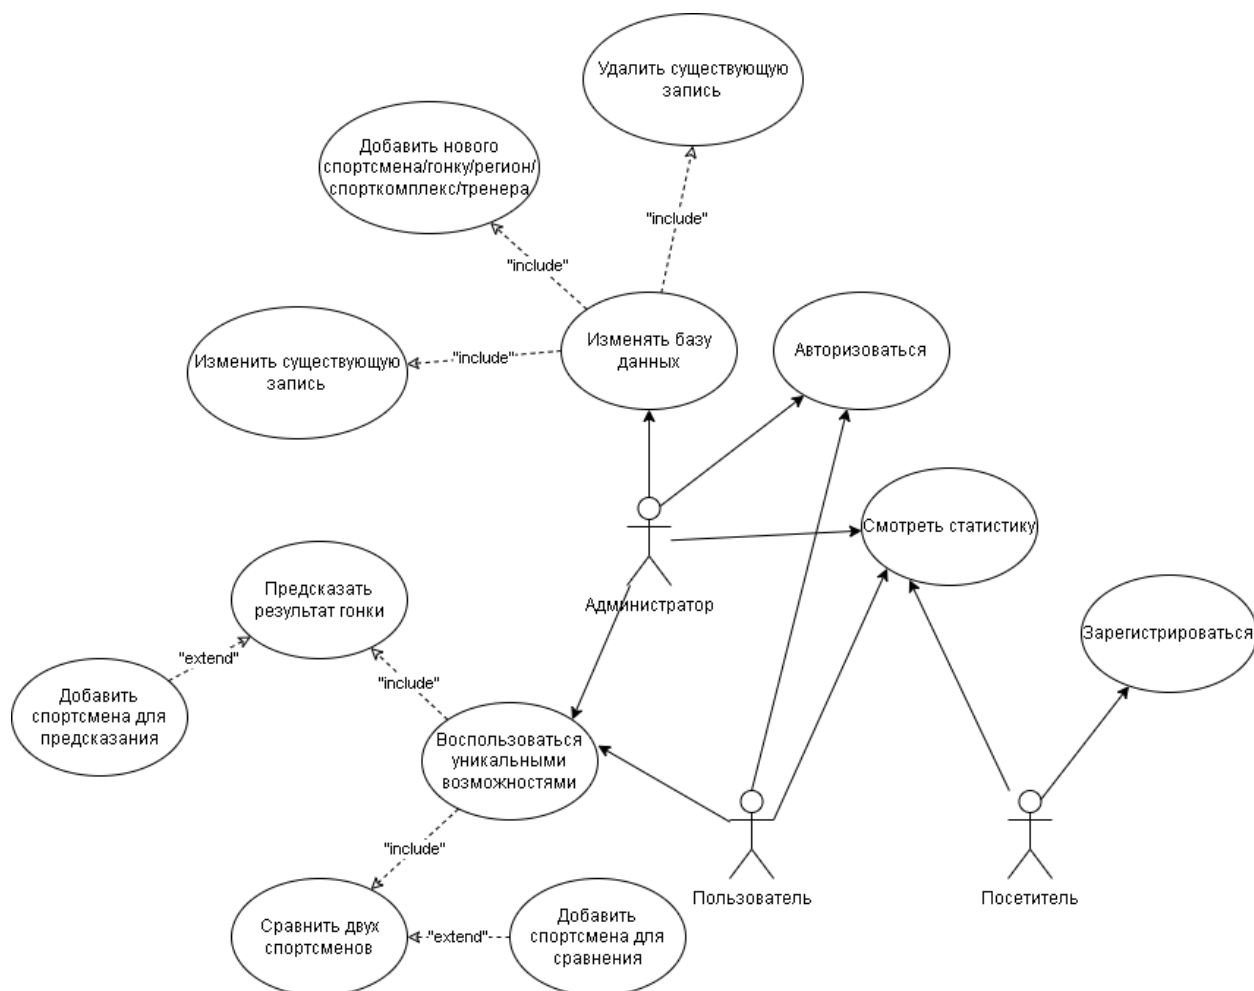 Удалить существующую
запись
Добавить нового
спортсмена/гонку/регион/
спорткомплекс/тренера
"include"
"include"
Изменить существующую
запись
"include"
Изменять базу
данных
Авторизоваться
Смотреть статистику
Администратор
Предсказать
результат гонки
Зарегистрироваться
"extend"
"include"
Добавить
спортсмена для
предсказания
Воспользоваться
уникальными
возможностями
"include"
Пользователь
Посетитель
Сравнить двух
спортсменов
"extend"
Добавить
спортсмена для
сравнения